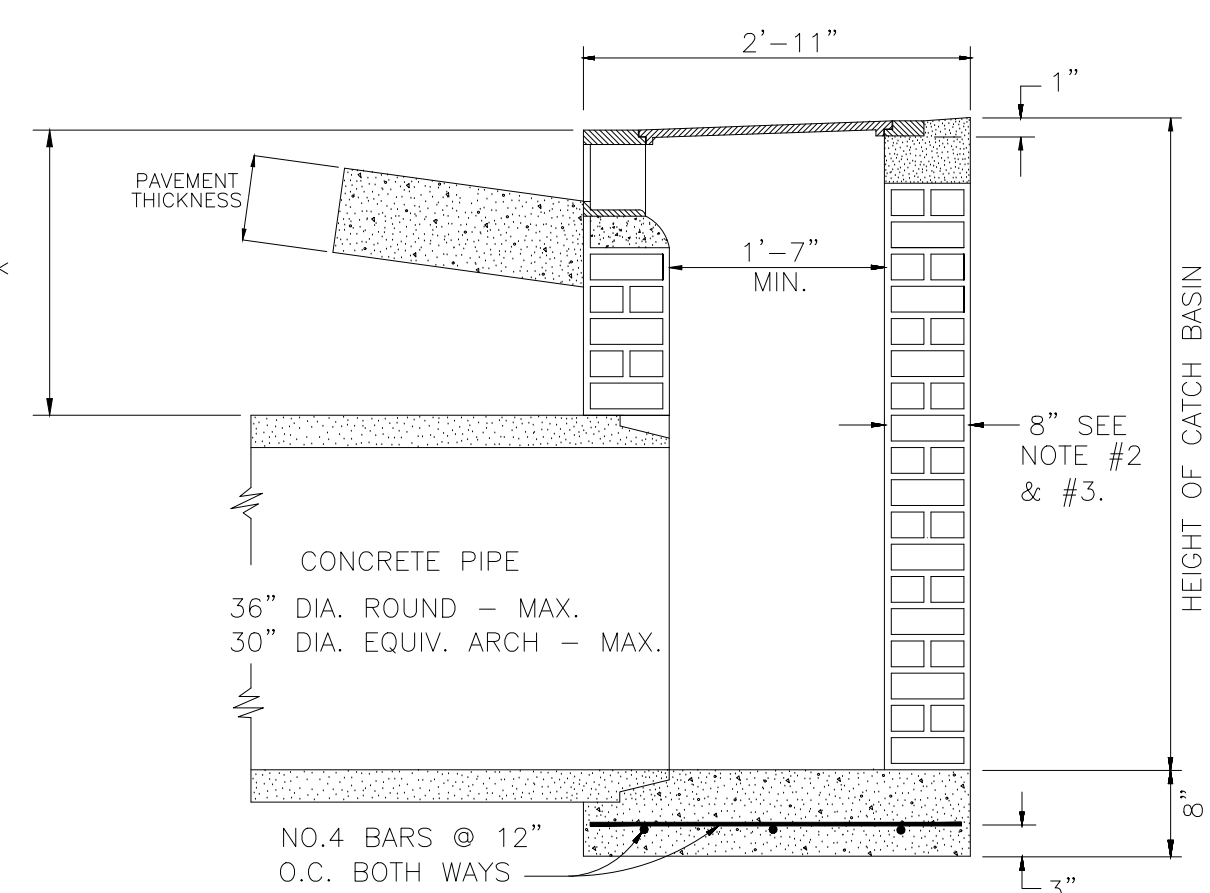 2'-11"
1"
PAVEMENT
THICKNESS
1'-7"
MIN.
HEIGHT OF CATCH BASIN
8" SEE
NOTE #2
& #3.
CONCRETE PIPE
36" DIA. ROUND - MAX.
30" DIA. EQUIV. ARCH - MAX.
8"
NO.4 BARS @ 12"
O.C. BOTH WAYS
3"